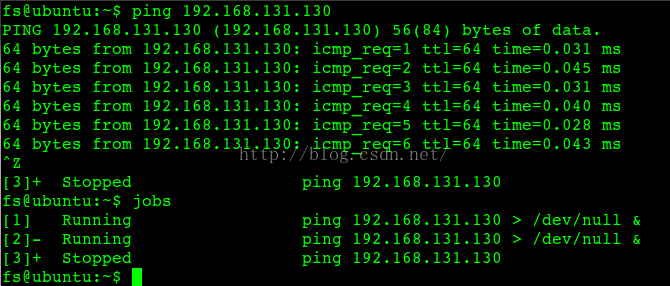 fs@ubuntu:~$ ping 192.168.131.130
PING 192.168.131.130 (192.168.131.130) 56(84) bytes of data.
64 bytes from 192.168.131.130: icmp_req=1 ttl=64 time=0.031 ms
64 bytes from 192.168.131.130: icmp_req=2 ttl=64 time=0.045 ms
64 bytes from 192.168.131.130: icmp_req=3 ttl=64 time=0.031 ms
64 bytes from 192.168.131.130: icmp_req=4 ttl=64 time=0.040 ms
64 bytes from 192.168.131.130: icmp_req=5 ttl=64 time=0.028 ms
64 bytes from 192.168.131.130: icmp_req=6 ttl=64 time=0.043 ms
http://blog.csdn.net/
^Z
[3]+  Stopped                 ping 192.168.131.130
fs@ubuntu:~$ jobs
[1]   Running                 ping 192.168.131.130 > /dev/null &
[2]-  Running                 ping 192.168.131.130 > /dev/null &
[3]+  Stopped                 ping 192.168.131.130
fs@ubuntu:~$